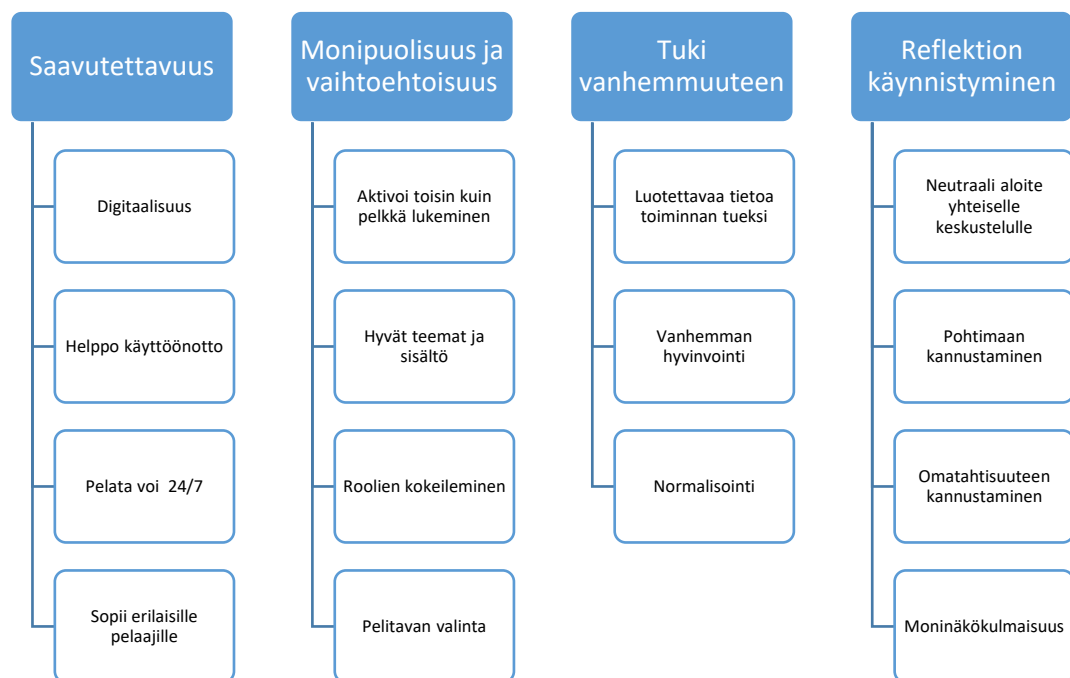 Saavutettavuus
Digitaalisuus
Helppo käyttöönotto
Pelata voi 24/7
Sopii erilaisille
pelaajille
Monipuolisuus ja
vaihtoehtoisuus
Aktivoi toisin kuin
pelkkä lukeminen
Hyvät teemat ja
sisältö
Roolien kokeileminen
Pelitavan valinta
Tuki
vanhemmuuteen
Luotettavaa tietoa
toiminnan tueksi
Vanhemman
hyvinvointi
Normalisointi
Reflektion
käynnistyminen
Neutraali aloite
yhteiselle
keskustelulle
Pohtimaan
kannustaminen
Omatahtisuuteen
kannustaminen
Moninäkökulmaisuus